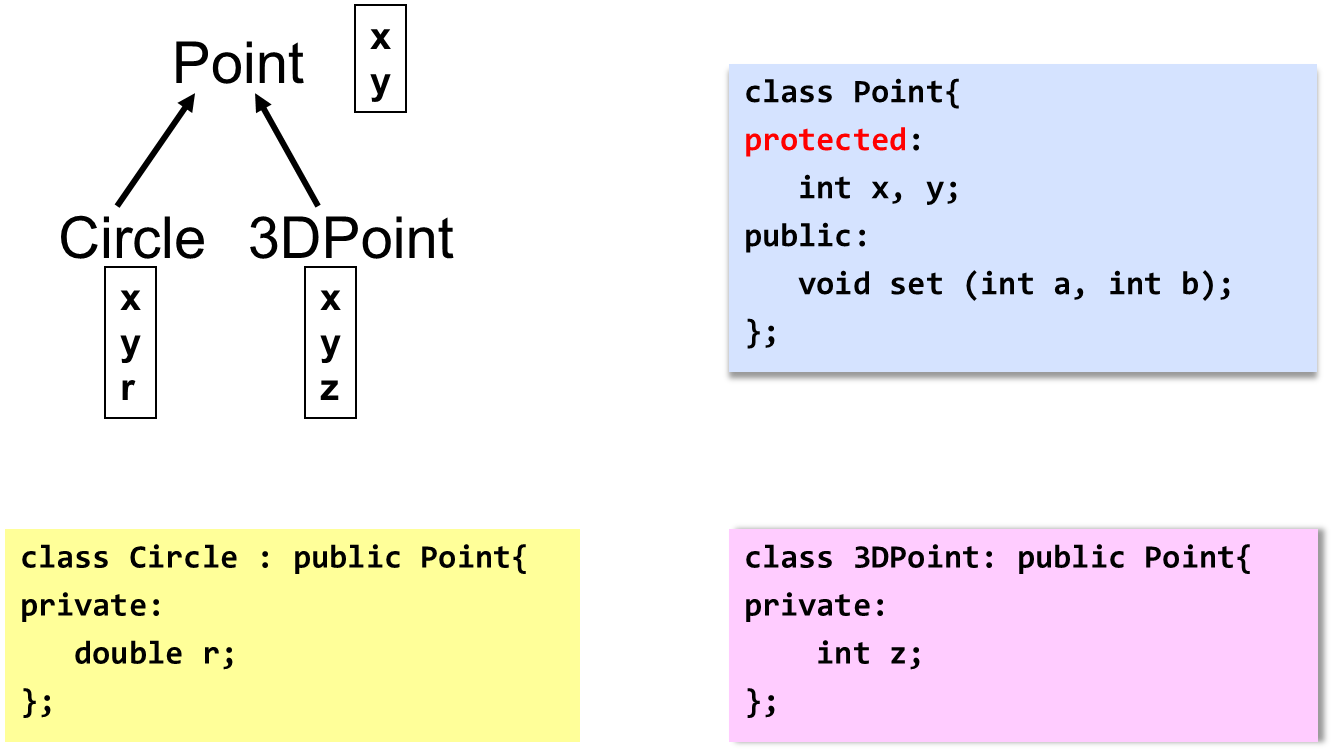 Point
x
y
Circle 3DPoint
x
y
r
x
y
z
class Point{
protected:
int x, y;
public:
void set (int a, int b);
};
class Circle : public Point{
private:
double r;
};
class 3DPoint: public Point{
private:
int z;
};